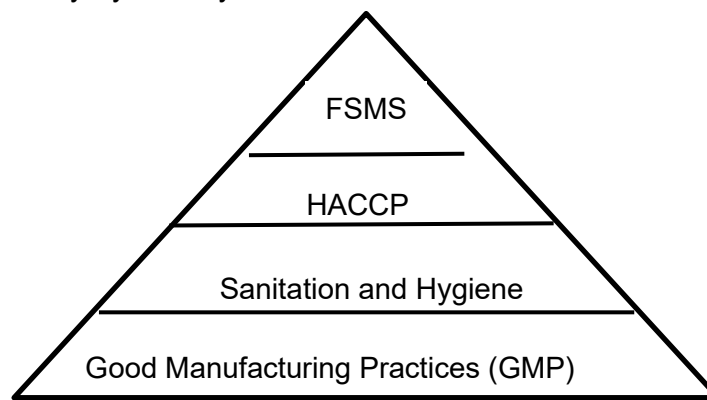 FSMS
HACCP
Sanitation and Hygiene
Good Manufacturing Practices (GMP)